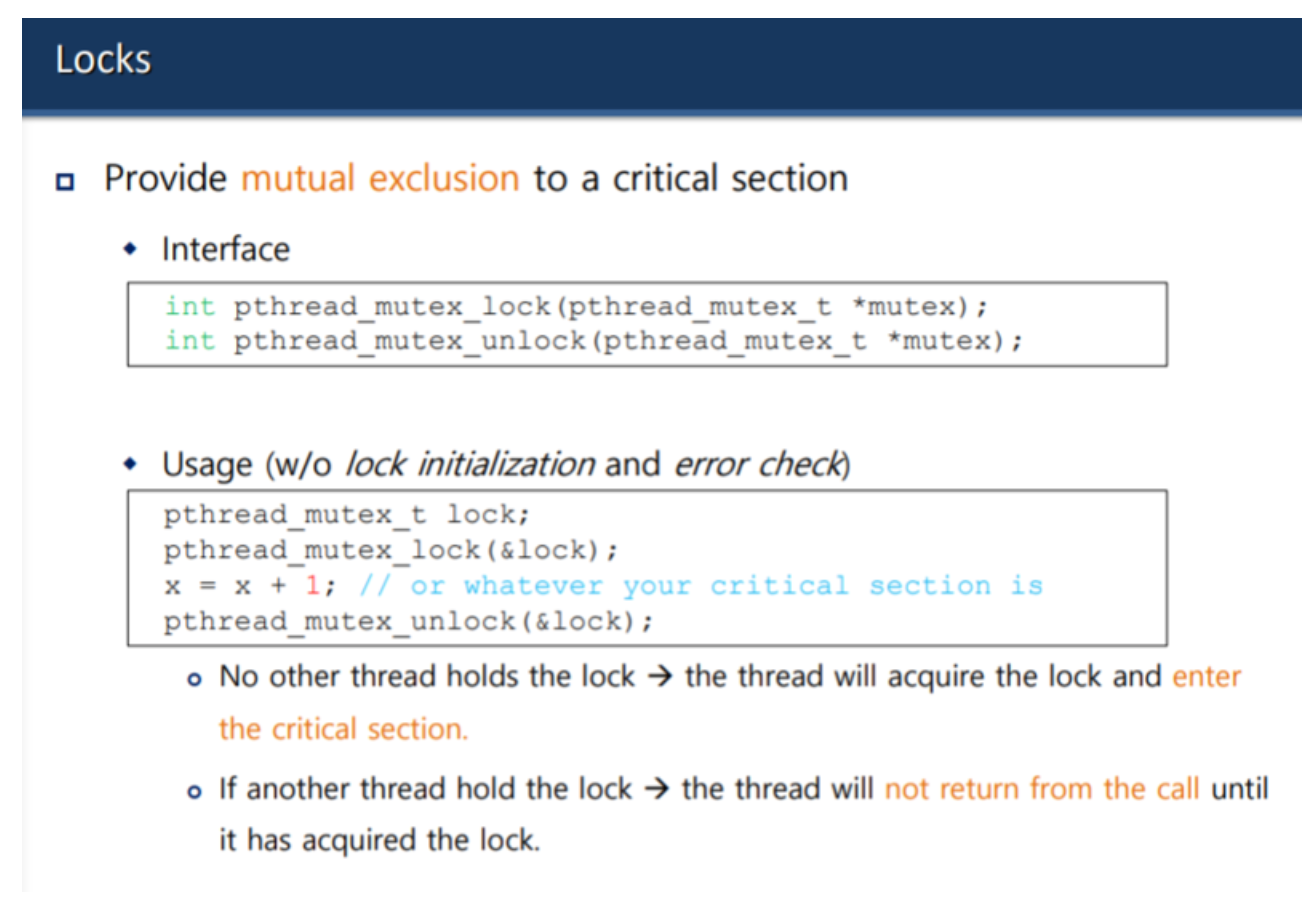 Locks
Provide mutual exclusion to a critical section
Interface
int pthread_mutex_lock(pthread_mutex_t *mutex);
int pthread_mutex_unlock(pthread_mutex_t *mutex);
Usage (w/o lock initialization and error check)
pthread_mutex_t lock;
pthread_mutex_lock(&lock);
x = x + 1; // or whatever your critical section is
pthread_mutex_unlock(&lock);
No other thread holds the lock → the thread will acquire the lock and enter
the critical section.
If another thread hold the lock → the thread will not return from the call until
it has acquired the lock.